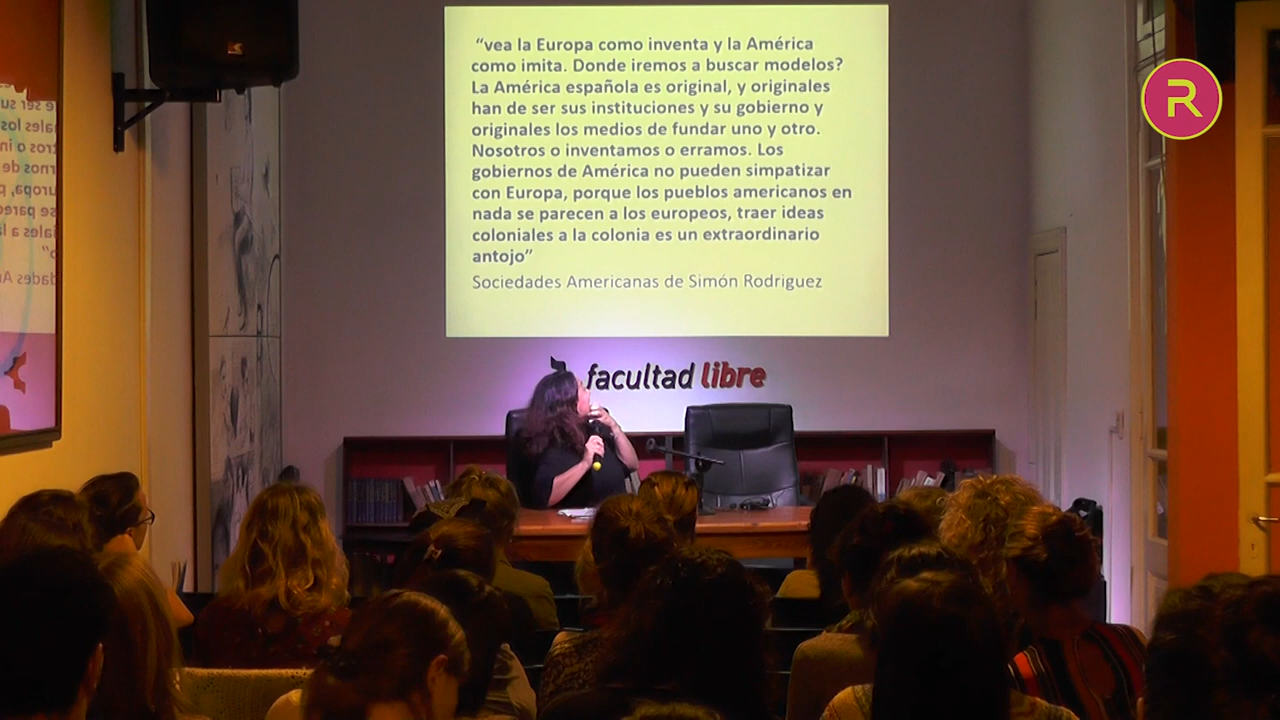 “vea la Europa como inventa y la América
como imita. Donde iremos a buscar modelos?
La América española es original, y originales
han de ser sus instituciones y su gobierno y
originales los medios de fundar uno y otro.
Nosotros o inventamos o erramos. Los
gobiernos de América no pueden simpatizar
con Europa, porque los pueblos americanos en
nada se parecen a los europeos, traer ideas
coloniales a la colonia es un extraordinario
antojo”
Sociedades Americanas de Simón Rodriguez
facultad libre
R